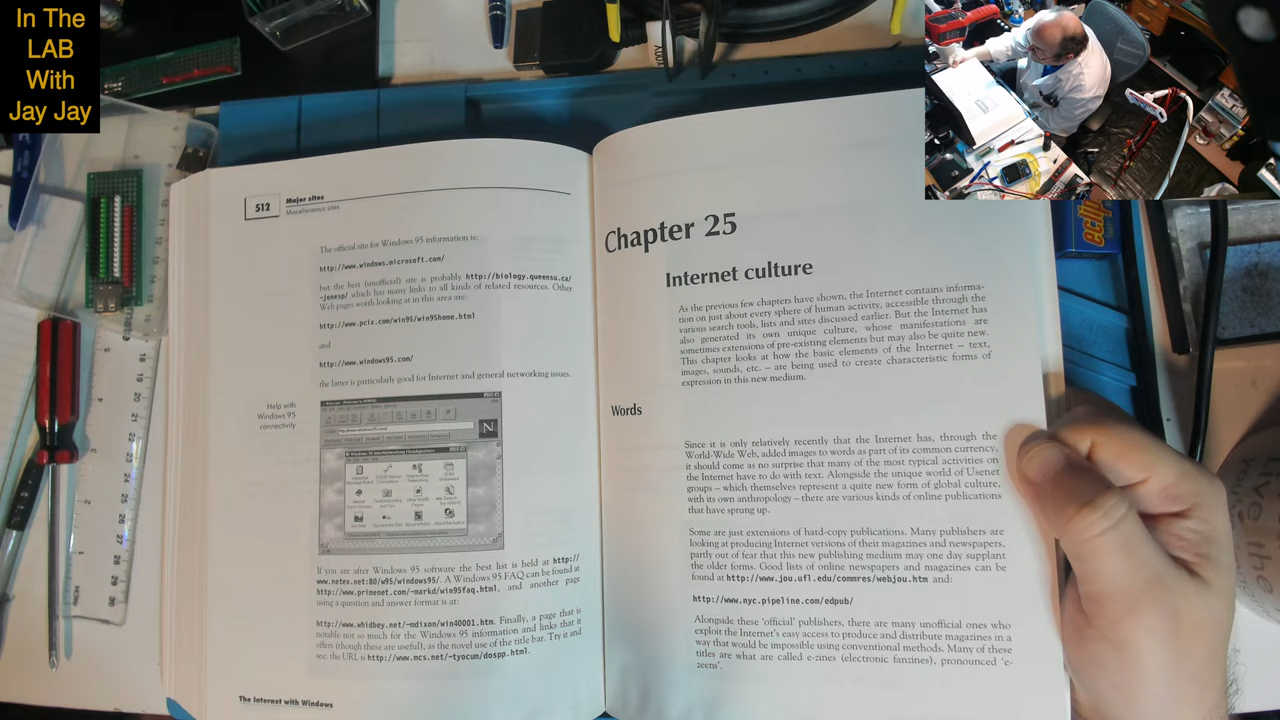 In The
LAB
With
Jay Jay
512
Major sites
Miscellaneous sites
The official site for Windows 95 information is:
http://www.windows.microsoft.com/
but the best (unofficial) site is probably http://biology.queensu.ca/
~jonesp/ which has many links to all kinds of related resources. Other
Web pages worth looking at in this area are:
http://www.pcix.com/win95/win95home.html
and
http://www.windows95.com/
the latter is particularly good for Internet and general networking issues.
Help with
Windows 95
connectivity
N
If you are after Windows 95 software the best list is held at http://
www.netex.net:80/w95/windows95/. A Windows 95 FAQ can be found at
http://www.primenet.com/~markd/win95faq.html, and another page
using a question and answer format is at:
http://www.whidbey.net/~mdixon/win40001.htm. Finally, a page that is
notable not so much for the Windows 95 information and links that it
offers (though these are useful), as the novel use of the title bar. Try it and
see: the URL is http://www.mcs.net/~tyocum/dospp.html.
The Internet with Windows
Chapter 25
Internet culture
As the previous few chapters have shown, the Internet contains informa-
tion on just about every sphere of human activity, accessible through the
various search tools, lists and sites discussed earlier. But the Internet has
also generated its own unique culture, whose manifestations are
sometimes extensions of pre-existing elements but may also be quite new.
This chapter looks at how the basic elements of the Internet – text,
images, sounds, etc. – are being used to create characteristic forms of
expression in this new medium.
Words
Since it is only relatively recently that the Internet has, through the
World-Wide Web, added images to words as part of its common currency,
it should come as no surprise that many of the most typical activities on
the Internet have to do with text. Alongside the unique world of Usenet
groups – which themselves represent a quite new form of global culture,
with its own anthropology – there are various kinds of online publications
that have sprung up.
Some are just extensions of hard-copy publications. Many publishers are
looking at producing Internet versions of their magazines and newspapers,
partly out of fear that this new publishing medium may one day supplant
the older forms. Good lists of online newspapers and magazines can be
found at http://www.jou.ufl.edu/commres/webjou.htm and:
http://www.nyc.pipeline.com/edpub/
Alongside these ‘official’ publishers, there are many unofficial ones who
exploit the Internet’s easy access to produce and distribute magazines in a
way that would be impossible using conventional methods. Many of these
titles are what are called e-zines (electronic fanzines), pronounced ‘e-
zeens’.